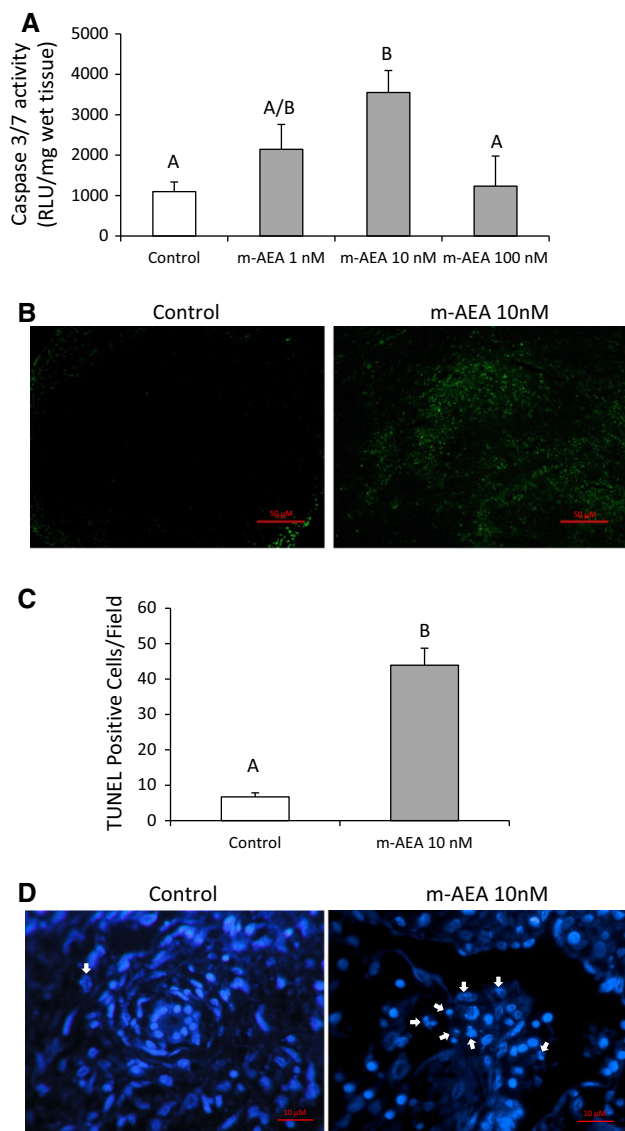 A
Caspase 3/7 activity
(RLU/mg wet tissue)
5000
4000
3000
2000
1000
0
A
A/B
B
A
Control
m-AEA 1 nM
m-AEA 10 nM
m-AEA 100 nM
B
Control
m-AEA 10nM
50 µM
50 µM
C
TUNEL Positive Cells/Field
60
50
40
30
20
10
0
A
B
Control
m-AEA 10 nM
D
Control
m-AEA 10nM
10 µM
10 µM